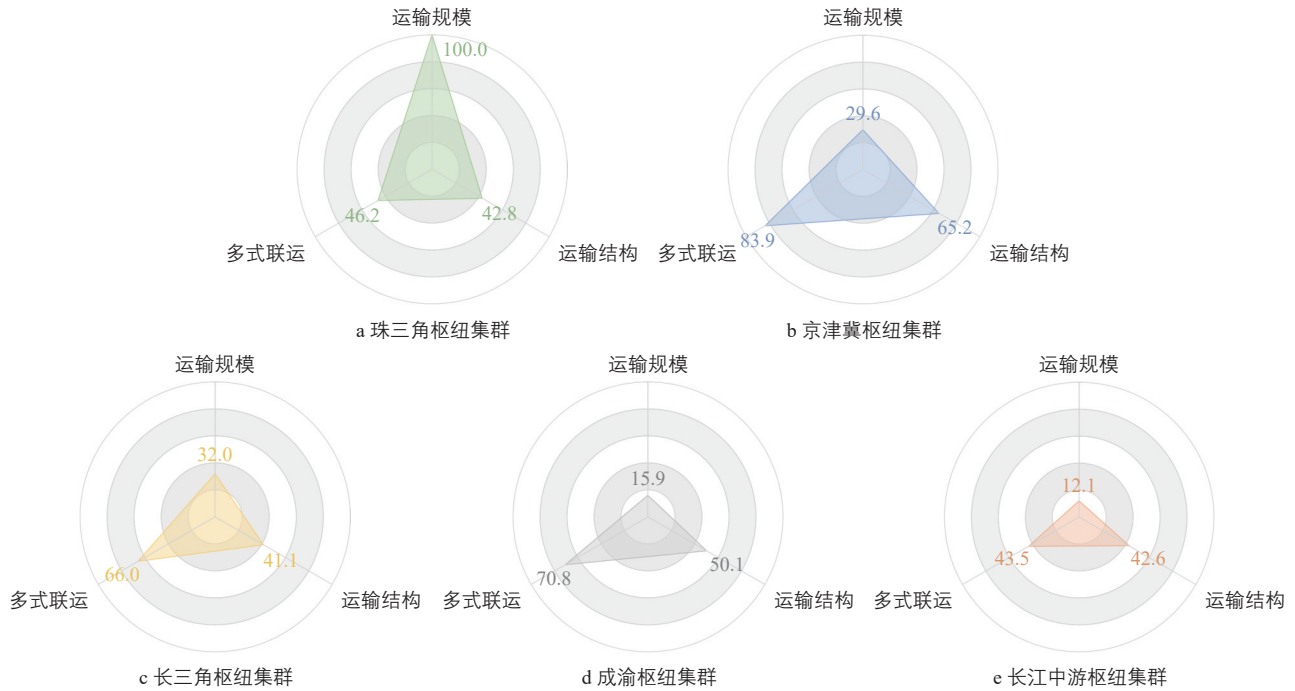 运输规模
100.0
46.2
42.8
多式联运
运输结构
a 珠三角枢纽集群
运输规模
29.6
83.9
65.2
多式联运
运输结构
b 京津冀枢纽集群
运输规模
32.0
66.0
41.1
多式联运
运输结构
c 长三角枢纽集群
运输规模
15.9
70.8
50.1
多式联运
运输结构
d 成渝枢纽集群
运输规模
12.1
43.5
42.6
多式联运
运输结构
e 长江中游枢纽集群